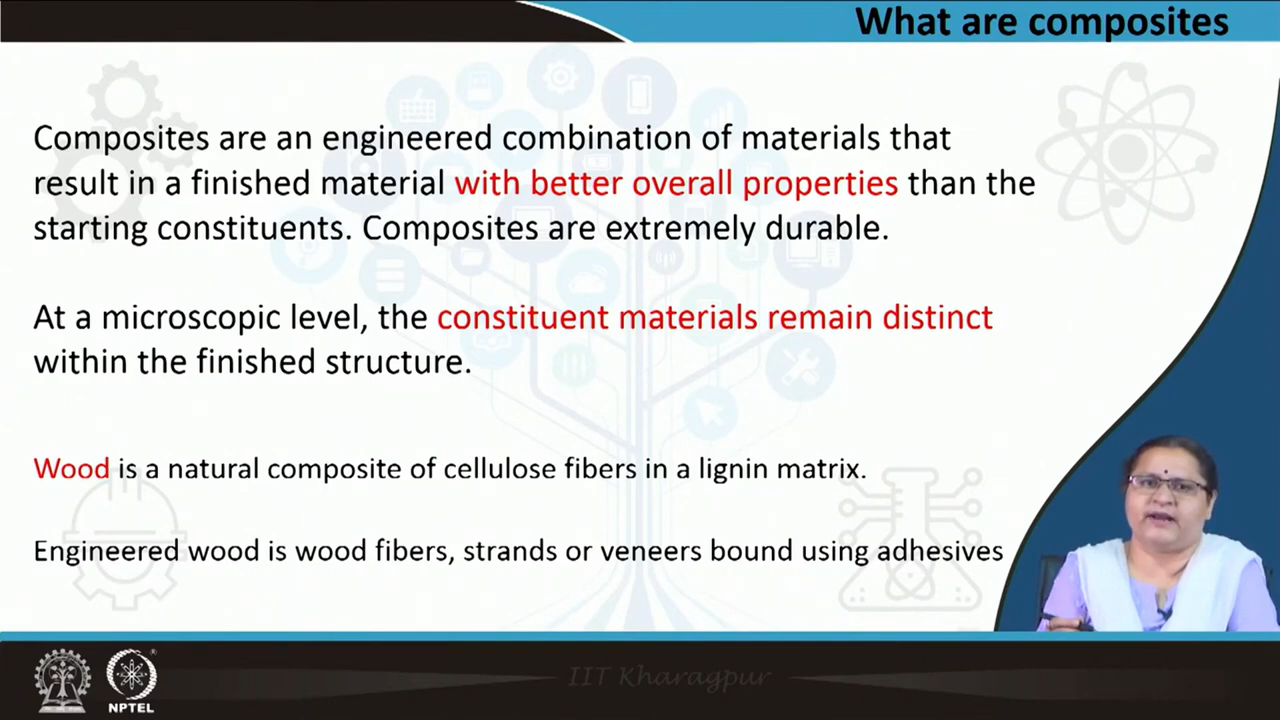 What are composites
Composites are an engineered combination of materials that
result in a finished material with better overall properties than the
starting constituents. Composites are extremely durable.
At a microscopic level, the constituent materials remain distinct
within the finished structure.
Wood is a natural composite of cellulose fibers in a lignin matrix.
Engineered wood is wood fibers, strands or veneers bound using adhesives
NPTEL
IIT Kharagpur